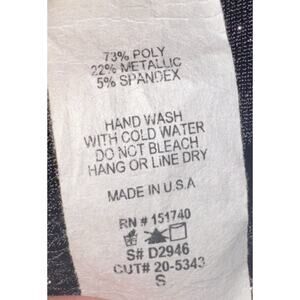 73% POLY
22% METALLIC
5% SPANDEX
HAND WASH
WITH COLD WATER
DO NOT BLEACH
HANG OR LINE DRY
MADE IN U.S.A
RN # 151740
S# D2946
CUT# 20-5343
S